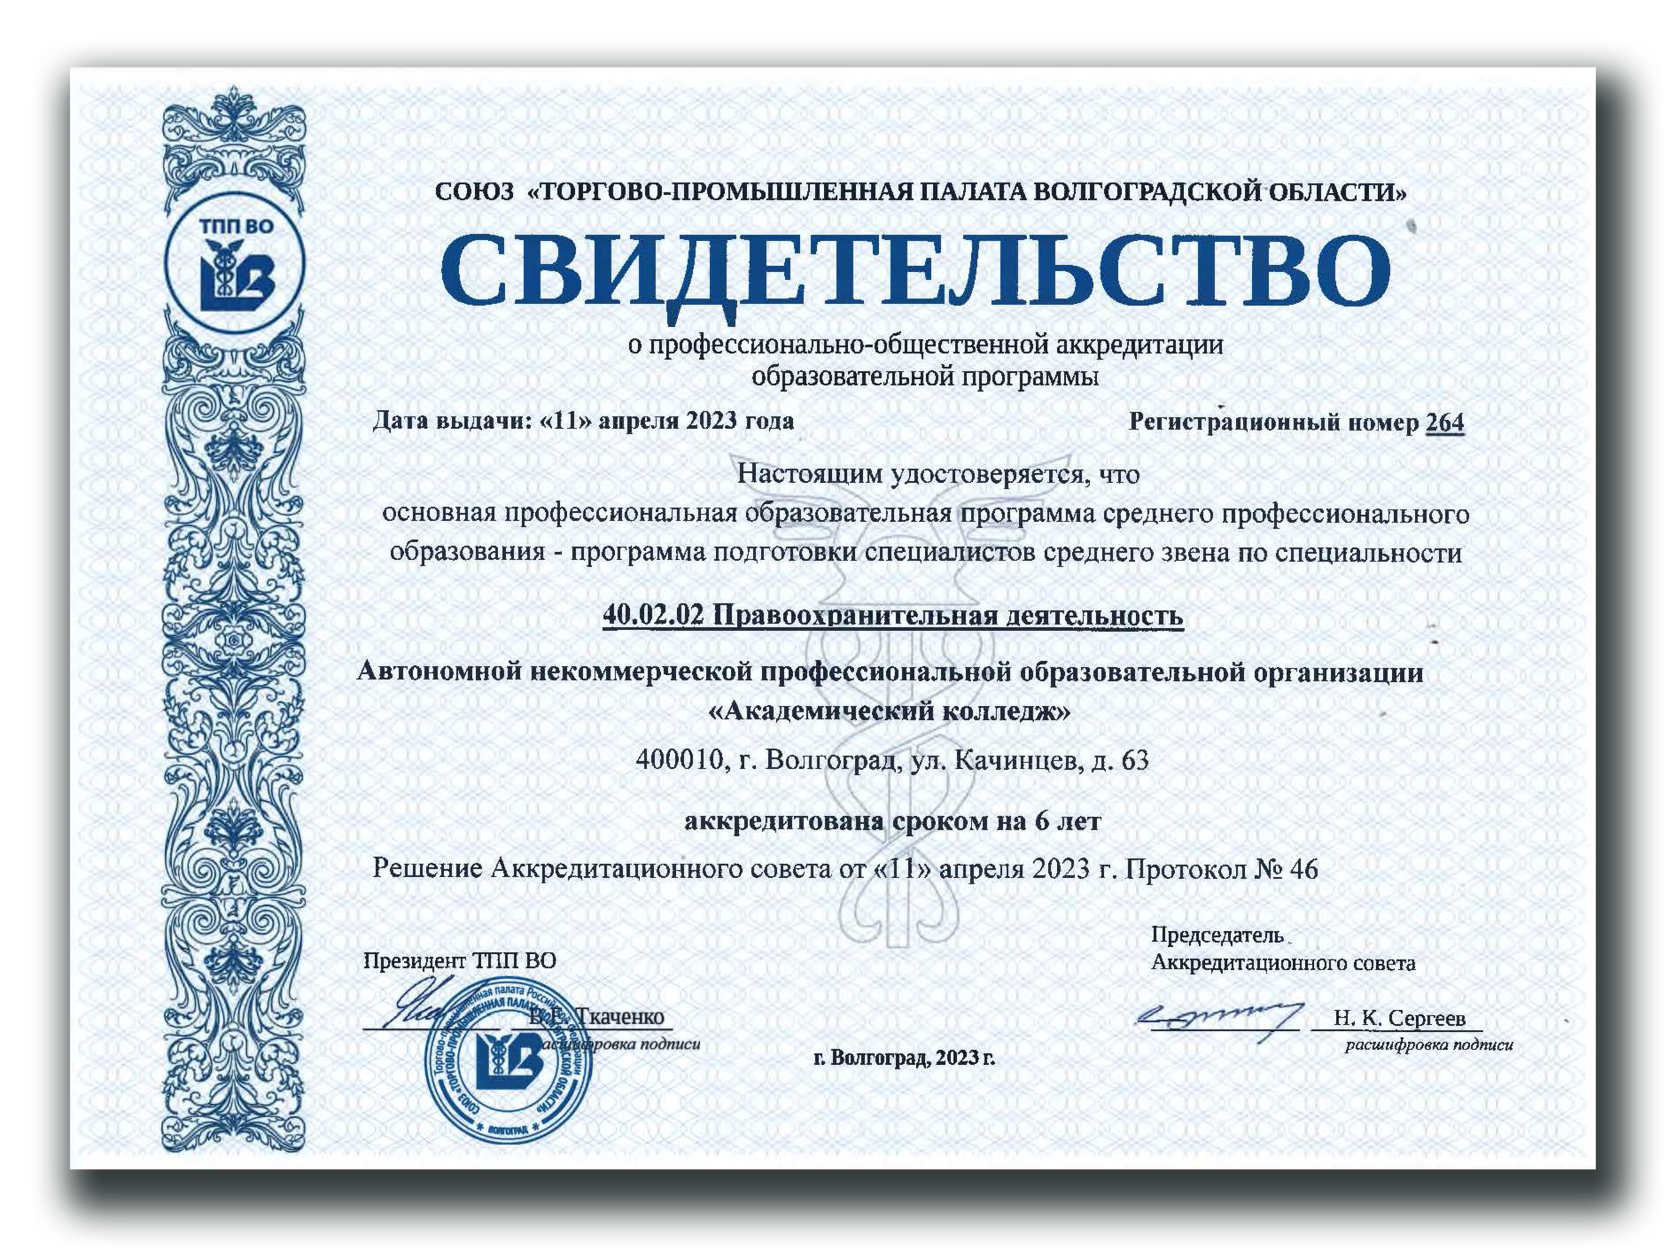 СОЮЗ «ТОРГОВО-ПРОМЫШЛЕННАЯ ПАЛАТА ВОЛГОГРАДСКОЙ ОБЛАСТИ»
ТПП ВО
СВИДЕТЕЛЬСТВО
о профессионально-общественной аккредитации
образовательной программы
Дата выдачи: «11» апреля 2023 года
Регистрационный номер 264
Настоящим удостоверяется, что
основная профессиональная образовательная программа среднего профессионального
образования - программа подготовки специалистов среднего звена по специальности
40.02.02 Правоохранительная деятельность
Автономной некоммерческой профессиональной образовательной организации
«Академический колледж»
400010, г. Волгоград, ул. Качинцев, д. 63
аккредитована сроком на 6 лет
Решение Аккредитационного совета от «11» апреля 2023 г. Протокол № 46
Президент ТПП ВО
Ткаченко
расшифровка подписи
Председатель
Аккредитационного совета
Н. К. Сергеев
расшифровка подписи
г. Волгоград, 2023 г.
Торгово-промышленная палата Российской Федерации
СОЮЗ «ТОРГОВО-ПРОМЫШЛЕННАЯ ПАЛАТА ВОЛГОГРАДСКОЙ ОБЛАСТИ»
* ВОЛГОГРАД *